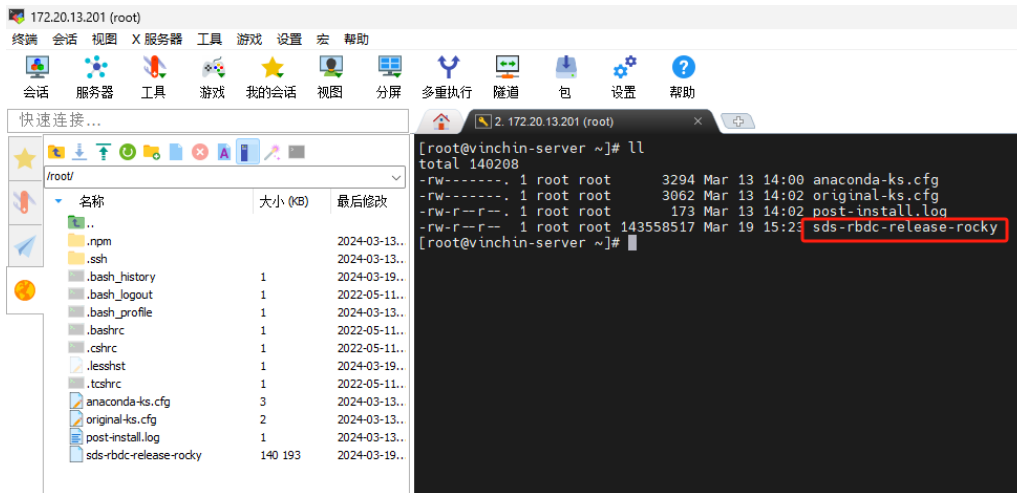 172.20.13.201 (root)
终端 会话 视图 X 服务器 工具 游戏 设置 宏 帮助
会话 服务器 工具 游戏 我的会话 视图 分屏 多重执行 隧道 包 设置 帮助
快速连接...
2. 172.20.13.201 (root)
/root/
名称 大小 (KB) 最后修改
..
.npm 2024-03-13...
.ssh 2024-03-13...
.bash_history 1 2024-03-19...
.bash_logout 1 2022-05-11...
.bash_profile 1 2024-03-13...
.bashrc 1 2022-05-11...
.cshrc 1 2022-05-11...
.lesshst 1 2024-03-19...
.tcshrc 1 2022-05-11...
anaconda-ks.cfg 3 2024-03-13...
original-ks.cfg 2 2024-03-13...
post-install.log 1 2024-03-13...
sds-rbdc-release-rocky 140 193 2024-03-19...
[root@vinchin-server ~]# ll
total 140208
-rw-------. 1 root root 3294 Mar 13 14:00 anaconda-ks.cfg
-rw-------. 1 root root 3062 Mar 13 14:02 original-ks.cfg
-rw-r--r--. 1 root root 173 Mar 13 14:02 post-install.log
-rw-r--r-- 1 root root 143558517 Mar 19 15:23 sds-rbdc-release-rocky
[root@vinchin-server ~]#